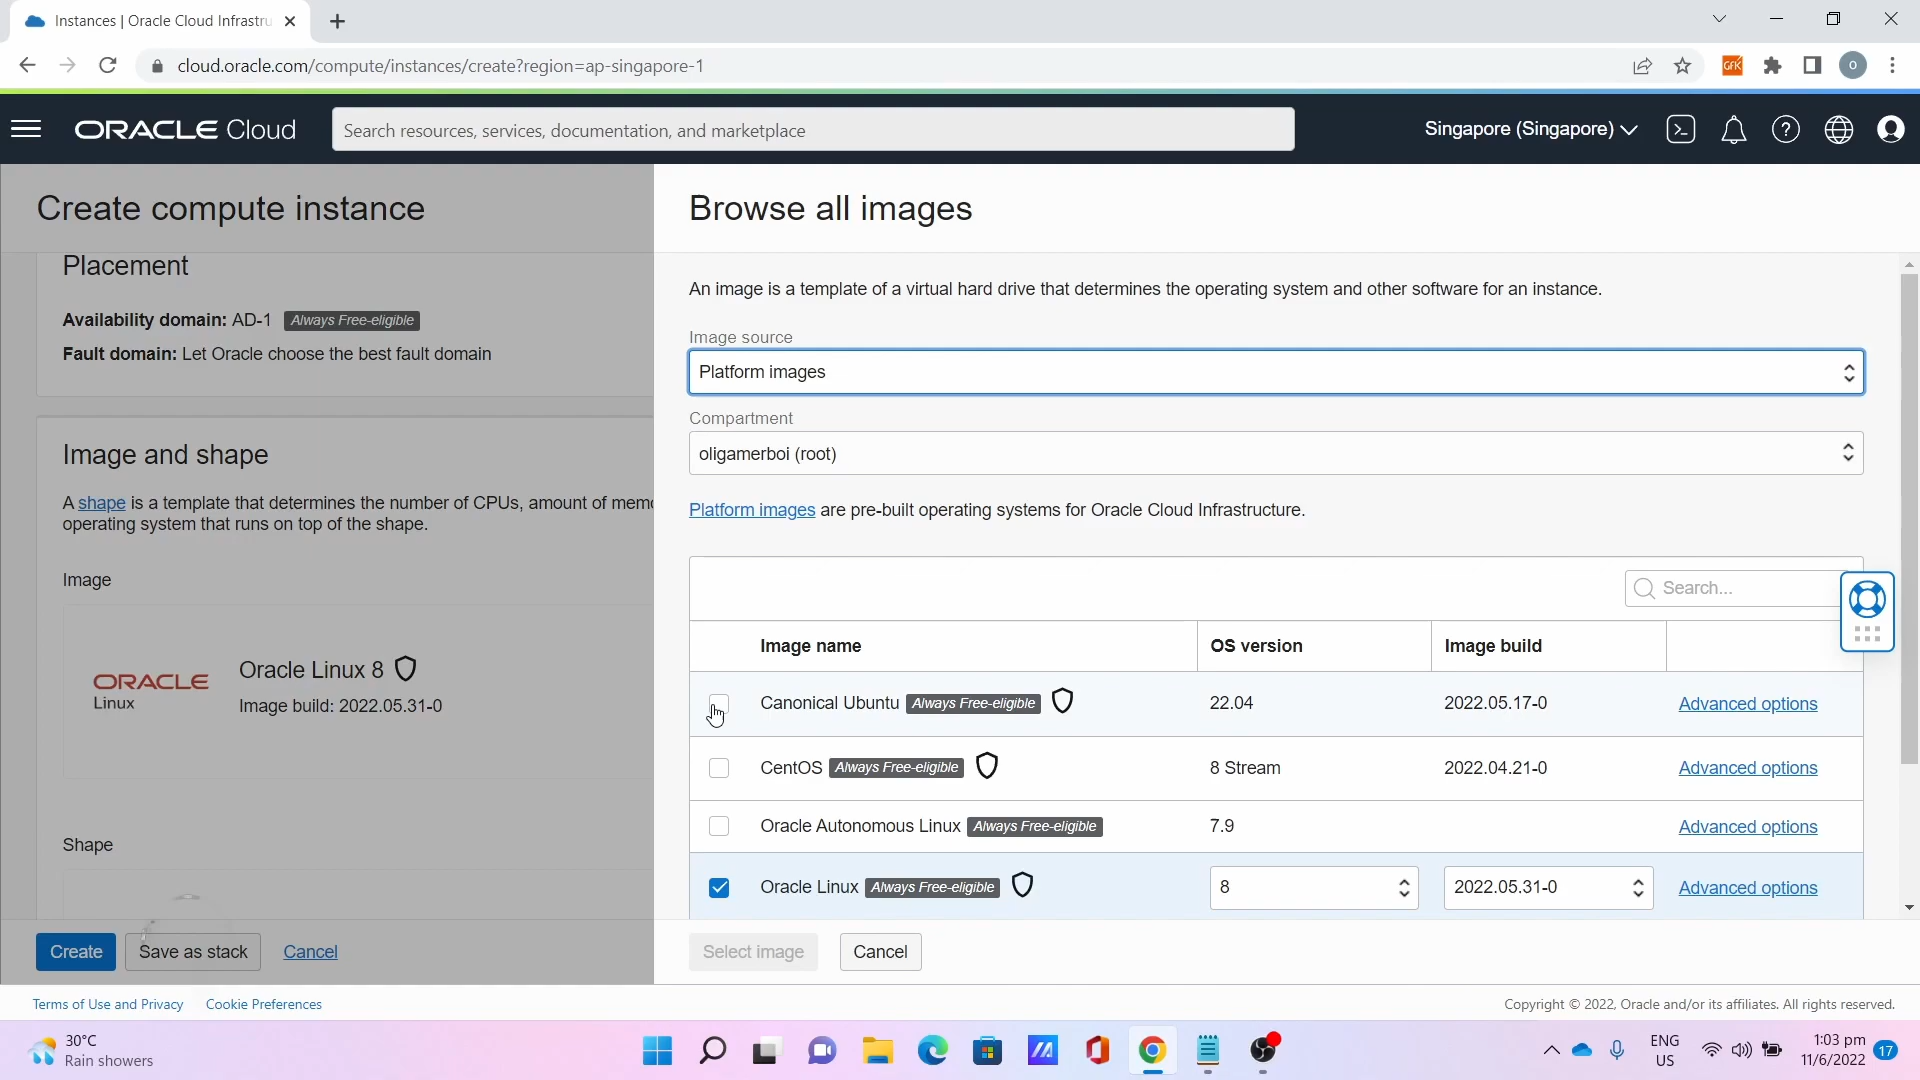 Instances | Oracle Cloud Infrastru
cloud.oracle.com/compute/instances/create?region=ap-singapore-1
GFK
O
ORACLE Cloud
Search resources, services, documentation, and marketplace
Singapore (Singapore)
Create compute instance
Placement
Availability domain: AD-1 Always Free-eligible
Fault domain: Let Oracle choose the best fault domain
Image and shape
A shape is a template that determines the number of CPUs, amount of memo
operating system that runs on top of the shape.
Image
ORACLE
Linux
Oracle Linux 8
Image build: 2022.05.31-0
Shape
Create
Save as stack
Cancel
Browse all images
An image is a template of a virtual hard drive that determines the operating system and other software for an instance.
Image source
Platform images
Compartment
oligamerboi (root)
Platform images are pre-built operating systems for Oracle Cloud Infrastructure.
Search...
Image name OS version Image build
Canonical Ubuntu Always Free-eligible 22.04 2022.05.17-0 Advanced options
CentOS Always Free-eligible 8 Stream 2022.04.21-0 Advanced options
Oracle Autonomous Linux Always Free-eligible 7.9 Advanced options
Oracle Linux Always Free-eligible 8 2022.05.31-0 Advanced options
Select image
Cancel
Terms of Use and Privacy Cookie Preferences
Copyright © 2022, Oracle and/or its affiliates. All rights reserved.
30°C
Rain showers
ENG
US
1:03 pm
11/6/2022
17